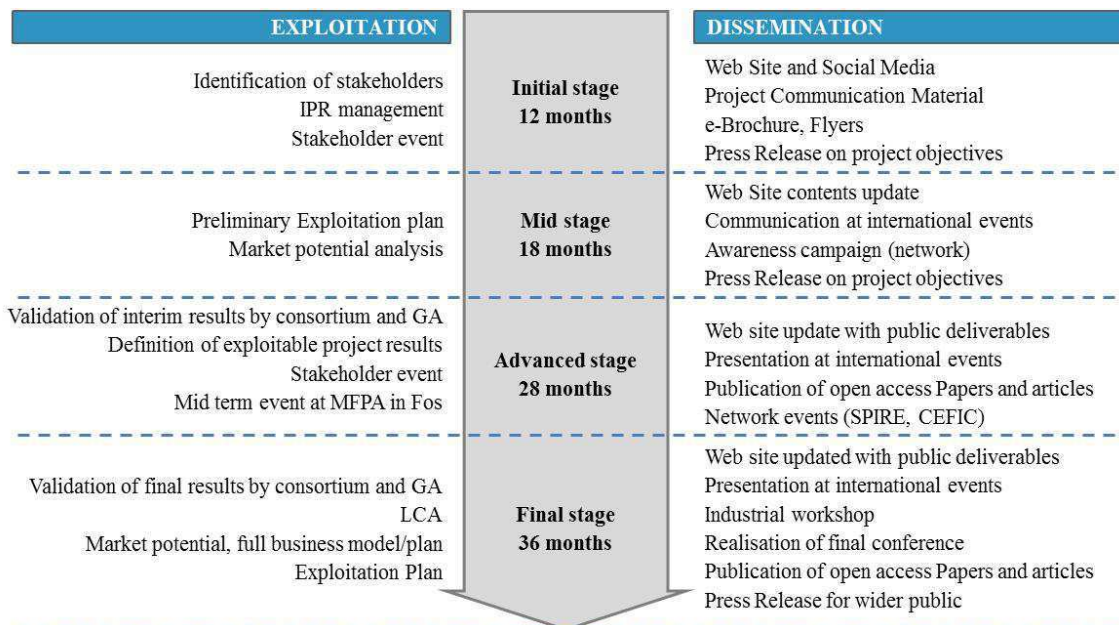 EXPLOITATION
DISSEMINATION
Identification of stakeholders
IPR management
Stakeholder event
Initial stage
12 months
Web Site and Social Media
Project Communication Material
e-Brochure, Flyers
Press Release on project objectives
Preliminary Exploitation plan
Market potential analysis
Mid stage
18 months
Web Site contents update
Communication at international events
Awareness campaign (network)
Press Release on project objectives
Validation of interim results by consortium and GA
Definition of exploitable project results
Stakeholder event
Mid term event at MFPA in Fos
Advanced stage
28 months
Web site update with public deliverables
Presentation at international events
Publication of open access Papers and articles
Network events (SPIRE, CEFIC)
Validation of final results by consortium and GA
LCA
Market potential, full business model/plan
Exploitation Plan
Final stage
36 months
Web site updated with public deliverables
Presentation at international events
Industrial workshop
Realisation of final conference
Publication of open access Papers and articles
Press Release for wider public